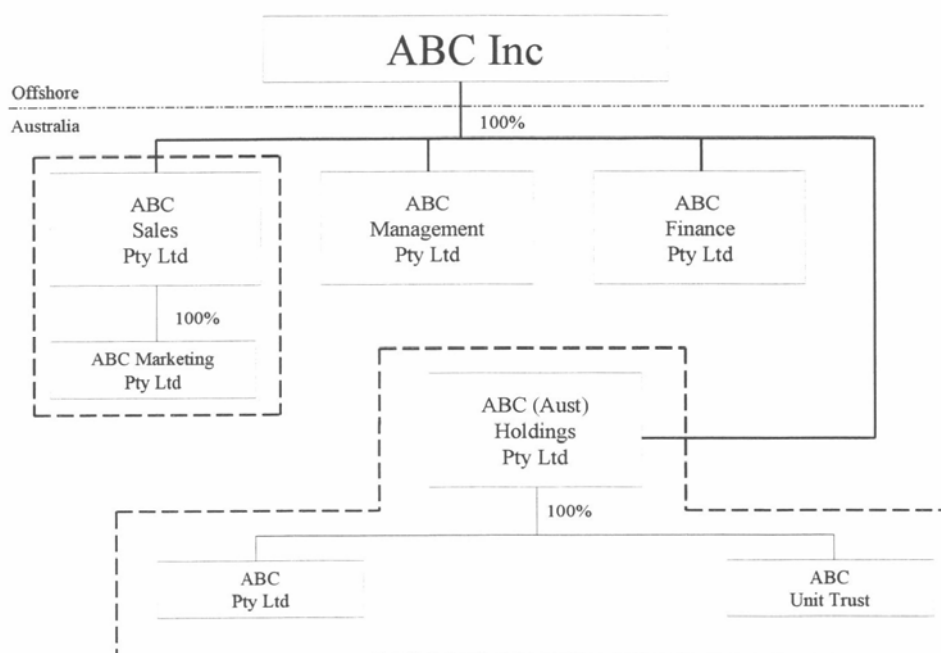 ABC Inc
Offshore
Australia
100%
ABC
Sales
Pty Ltd
ABC
Management
Pty Ltd
ABC
Finance
Pty Ltd
100%
ABC Marketing
Pty Ltd
ABC (Aust)
Holdings
Pty Ltd
100%
ABC
Pty Ltd
ABC
Unit Trust